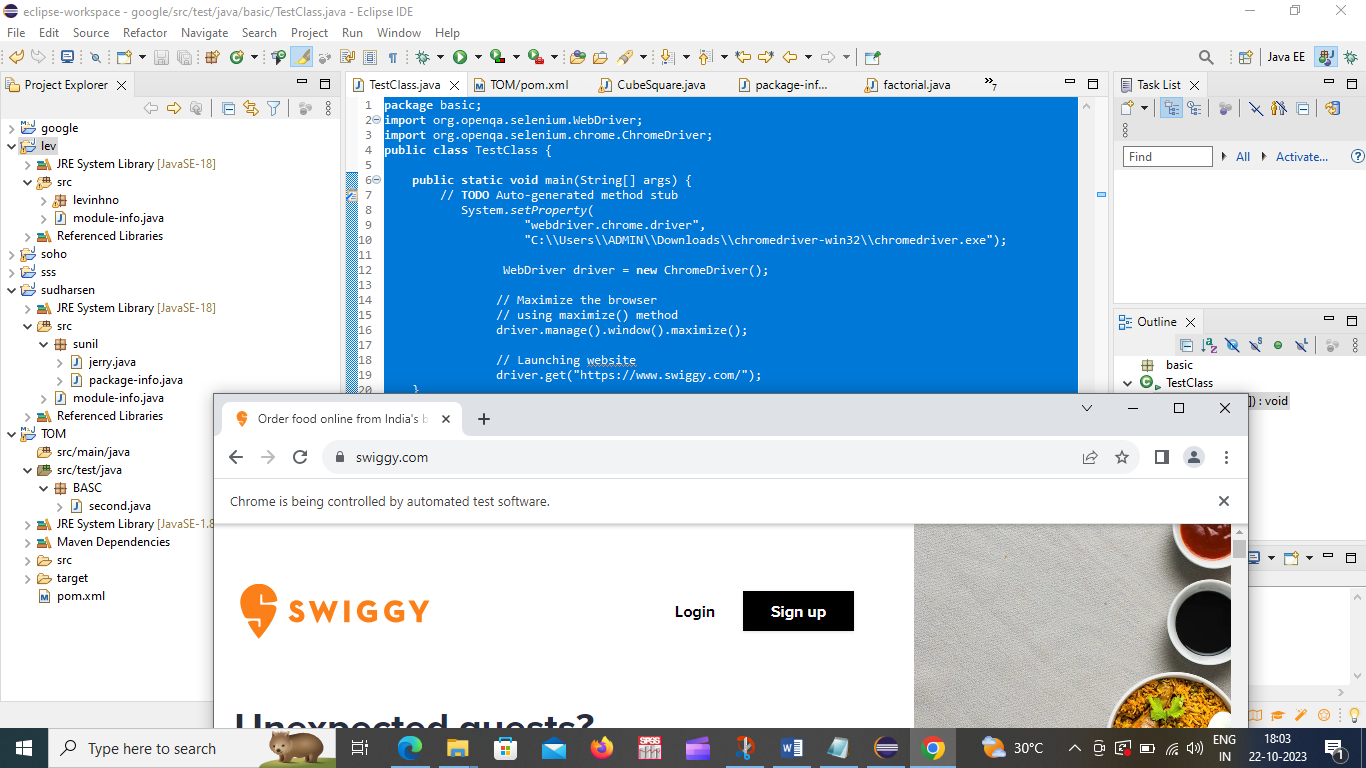 eclipse-workspace - google/src/test/java/basic/TestClass.java - Eclipse IDE
File Edit Source Refactor Navigate Search Project Run Window Help
Java EE
Project Explorer
google
lev
JRE System Library [JavaSE-18]
src
levinhno
module-info.java
Referenced Libraries
soho
sss
sudharsen
JRE System Library [JavaSE-18]
src
sunil
jerry.java
package-info.java
module-info.java
Referenced Libraries
TOM
src/main/java
src/test/java
BASC
second.java
JRE System Library [JavaSE-1.8
Maven Dependencies
src
target
pom.xml
TestClass.java TOM/pom.xml CubeSquare.java package-inf... factorial.java 7
1 package basic;
2 import org.openqa.selenium.WebDriver;
3 import org.openqa.selenium.chrome.ChromeDriver;
4 public class TestClass {
5
6 public static void main(String[] args) {
7 // TODO Auto-generated method stub
8 System.setProperty(
9 "webdriver.chrome.driver",
10 "C:\\Users\\ADMIN\\Downloads\\chromedriver-win32\\chromedriver.exe");
11
12 WebDriver driver = new ChromeDriver();
13
14 // Maximize the browser
15 // using maximize() method
16 driver.manage().window().maximize();
17
18 // Launching website
19 driver.get("https://www.swiggy.com/");
20 }
Task List
Find All Activate...
Outline
basic
TestClass
]) : void
Order food online from India's b
swiggy.com
Chrome is being controlled by automated test software.
SWIGGY
Login Sign up
Unexpected guests?
Type here to search
30°C
ENG
IN
18:03
22-10-2023
1